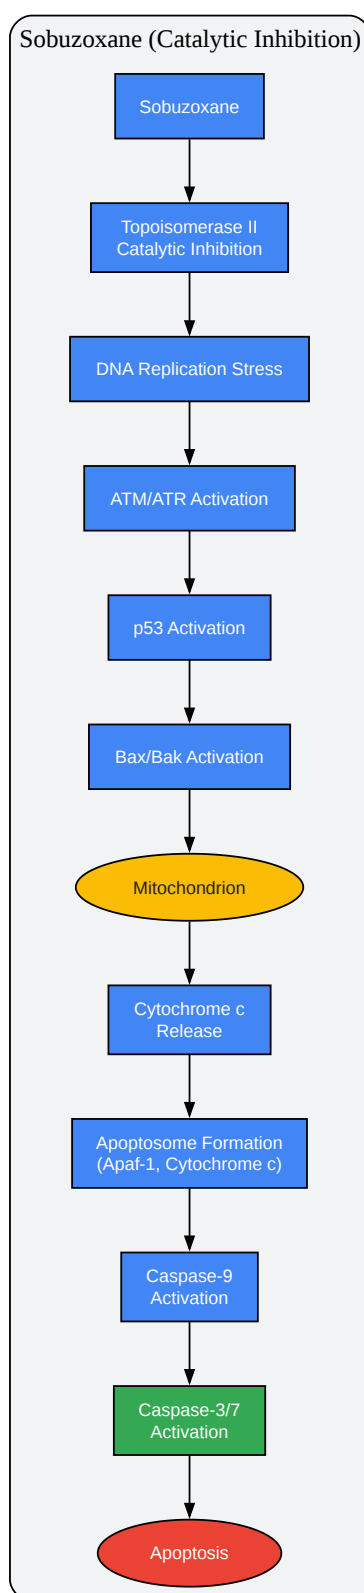 Sobuzoxane (Catalytic Inhibition)
Sobuzoxane
Topoisomerase II
Catalytic Inhibition
DNA Replication Stress
ATM/ATR Activation
p53 Activation
Bax/Bak Activation
Mitochondrion
Cytochrome c
Release
Apoptosome Formation
(Apaf-1, Cytochrome c)
Caspase-9
Activation
Caspase-3/7
Activation
Apoptosis